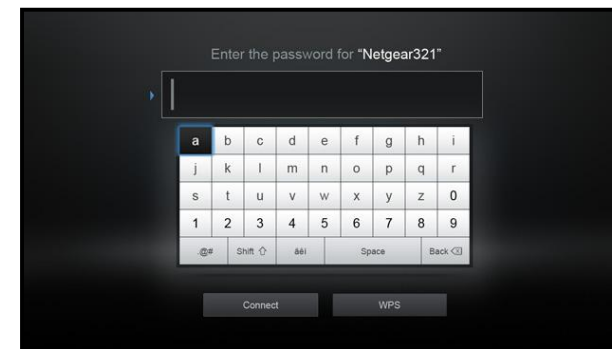 Enter the password for “Netgear321”
a b c d e f g h i
j k l m n o p q r
s t u v w x y z 0
1 2 3 4 5 6 7 8 9
.@# Shift áéí Space Back
Connect WPS